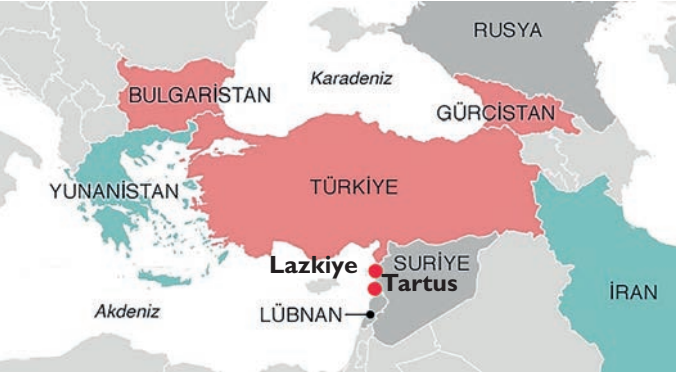 RUSYA
Karadeniz
BULGARİSTAN
GÜRCİSTAN
YUNANİSTAN
TÜRKİYE
Lazkiye
SURİYE
Tartus
İRAN
Akdeniz
LÜBNAN